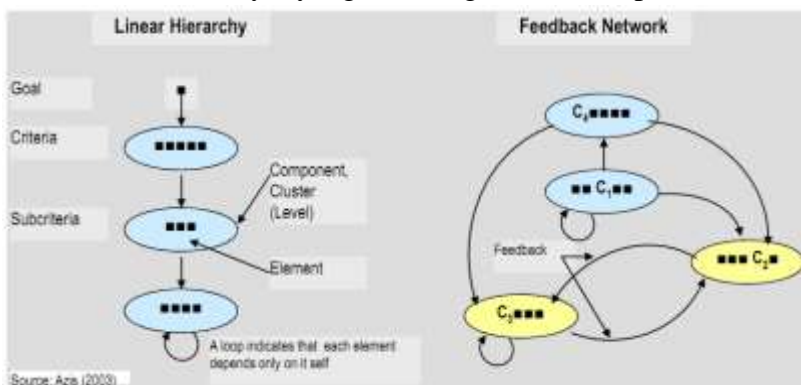 Linear Hierarchy
Goal
Criteria
Subcriteria
Component,
Cluster
(Level)
Element
A loop indicates that each element
depends only on it self
Source: Azis (2003)
Feedback Network
C4
C1
Feedback
C2
C3